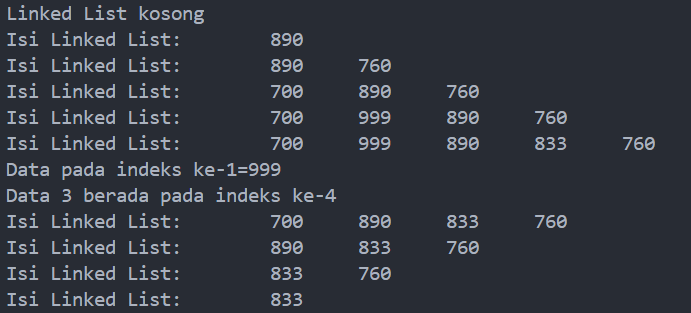 Linked List kosong
Isi Linked List: 890
Isi Linked List: 890 760
Isi Linked List: 700 890 760
Isi Linked List: 700 999 890 760
Isi Linked List: 700 999 890 833 760
Data pada indeks ke-1=999
Data 3 berada pada indeks ke-4
Isi Linked List: 700 890 833 760
Isi Linked List: 890 833 760
Isi Linked List: 833 760
Isi Linked List: 833